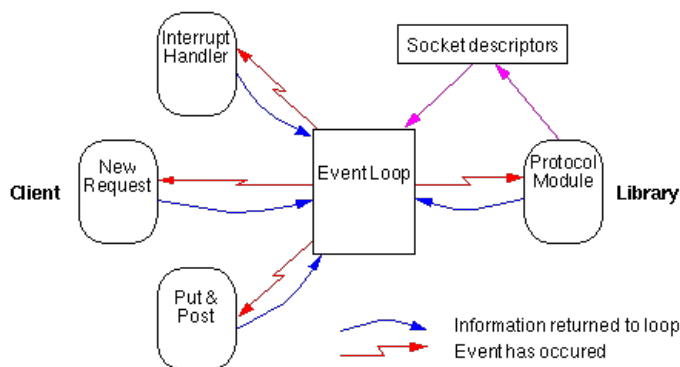 Interrupt
Handler
Socket descriptors
New
Request
Event Loop
Protocol
Module
Client
Library
Put &
Post
Information returned to loop
Event has occured